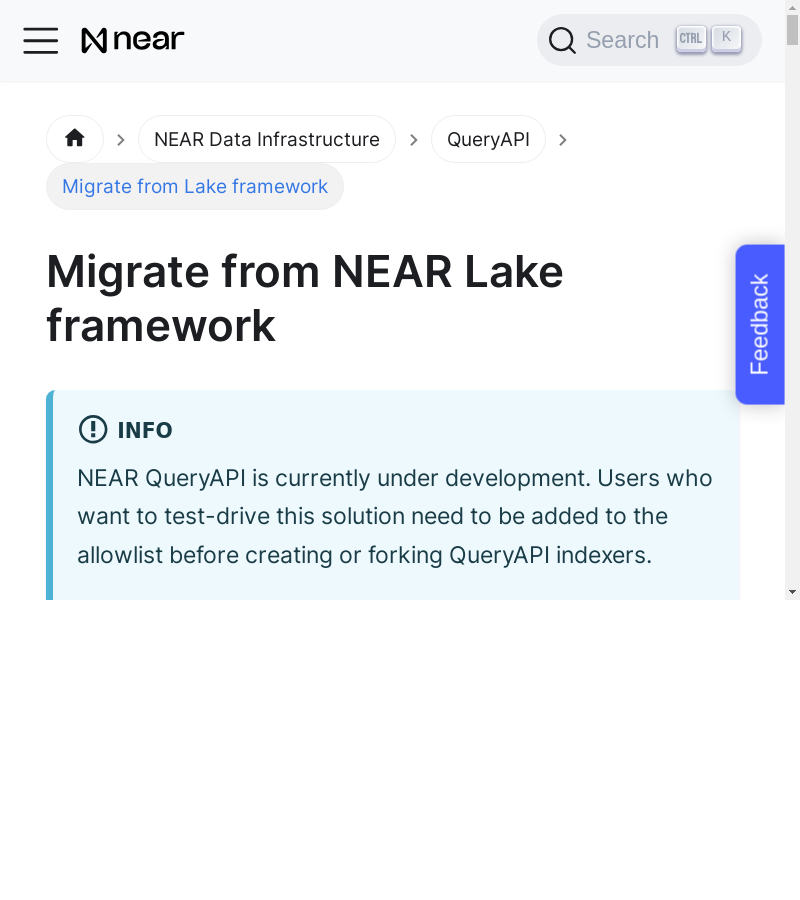 near
Search CTRL K
NEAR Data Infrastructure QueryAPI
Migrate from Lake framework
Migrate from NEAR Lake
framework
Feedback
INFO
NEAR QueryAPI is currently under development. Users who
want to test-drive this solution need to be added to the
allowlist before creating or forking QueryAPI indexers.